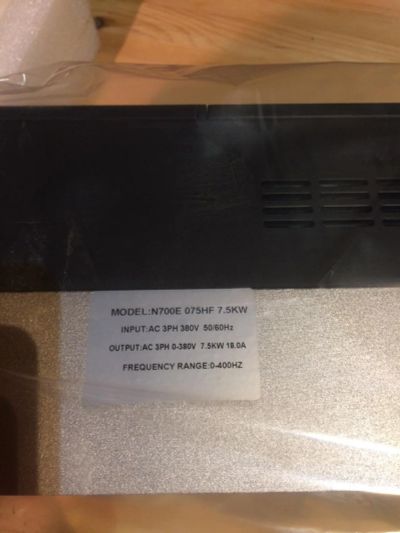 MODEL:N700E 075HF 7.5KW
INPUT:AC 3PH 380V 50/60Hz
OUTPUT:AC 3PH 0-380V 7.5KW 18.0A
FREQUENCY RANGE:0-400HZ